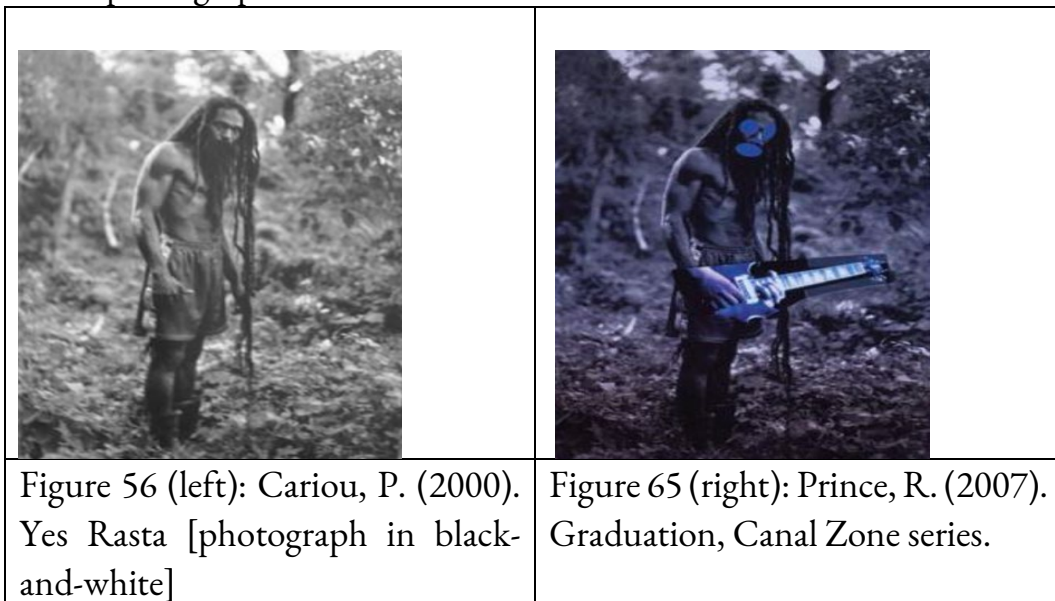 Figure 56 (left): Cariou, P. (2000).
Yes Rasta [photograph in black-
and-white]
Figure 65 (right): Prince, R. (2007).
Graduation, Canal Zone series.